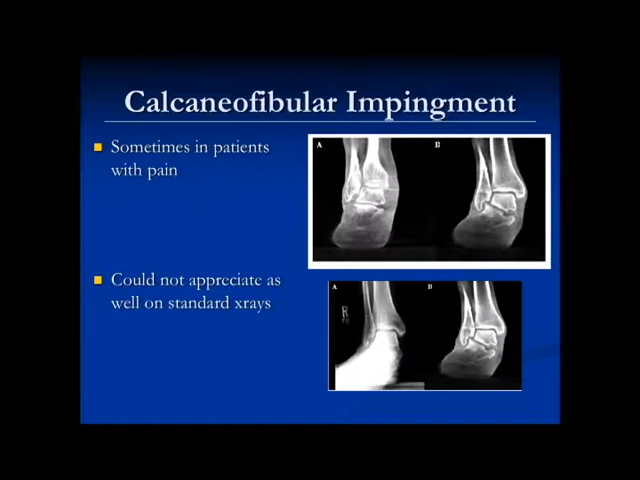 Calcaneofibular Impingment
Sometimes in patients
with pain
A
B
Could not appreciate as
well on standard xrays
A
R